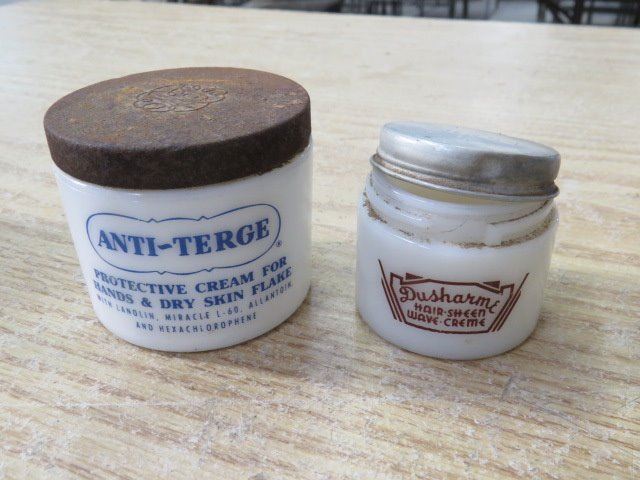 ANTI-TERGE®
PROTECTIVE CREAM FOR
HANDS & DRY SKIN FLAKE
WITH LANOLIN, MIRACLE L-60, ALLANTOIN
AND HEXACHLOROPHENE
Dusharme
HAIR-SHEEN
WAVE-CREME